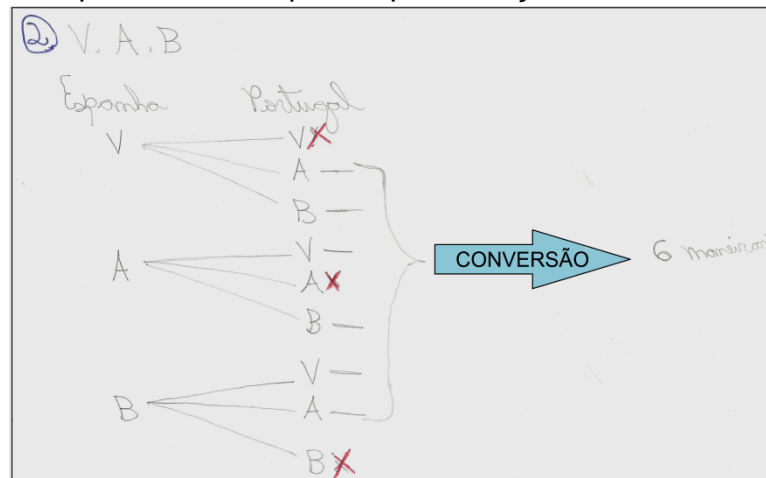 2 V. A. B
Espanha Portugal
V V X
A —
B —
A V —
A X
B —
B V —
A —
B X
CONVERSÃO 6 maneiras